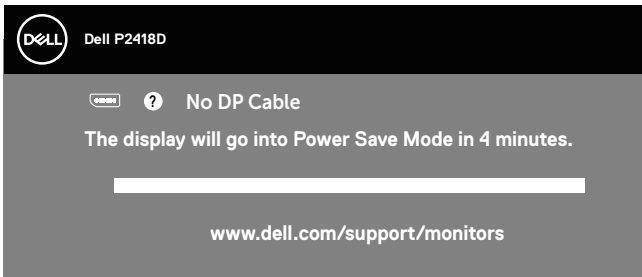 DELL
Dell P2418D
? No DP Cable
The display will go into Power Save Mode in 4 minutes.
www.dell.com/support/monitors